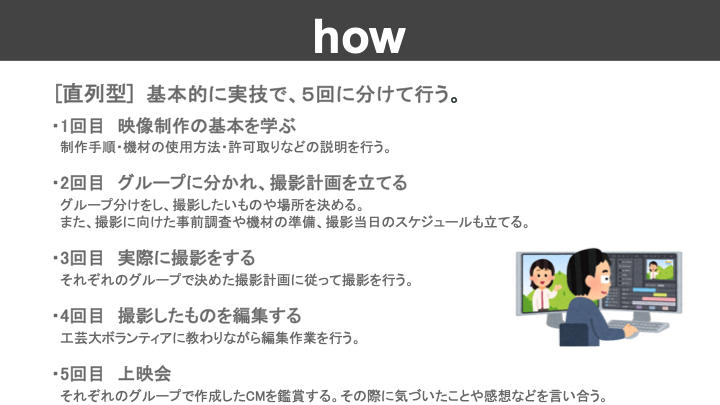 how
[直列型] 基本的に実技で、5回に分けて行う。
・1回目 映像制作の基本を学ぶ
制作手順・機材の使用方法・許可取りなどの説明を行う。
・2回目 グループに分かれ、撮影計画を立てる
グループ分けをし、撮影したいものや場所を決める。
また、撮影に向けた事前調査や機材の準備、撮影当日のスケジュールも立てる。
・3回目 実際に撮影をする
それぞれのグループで決めた撮影計画に従って撮影を行う。
・4回目 撮影したものを編集する
工芸大ボランティアに教わりながら編集作業を行う。
・5回目 上映会
それぞれのグループで作成したCMを鑑賞する。その際に気づいたことや感想などを言い合う。